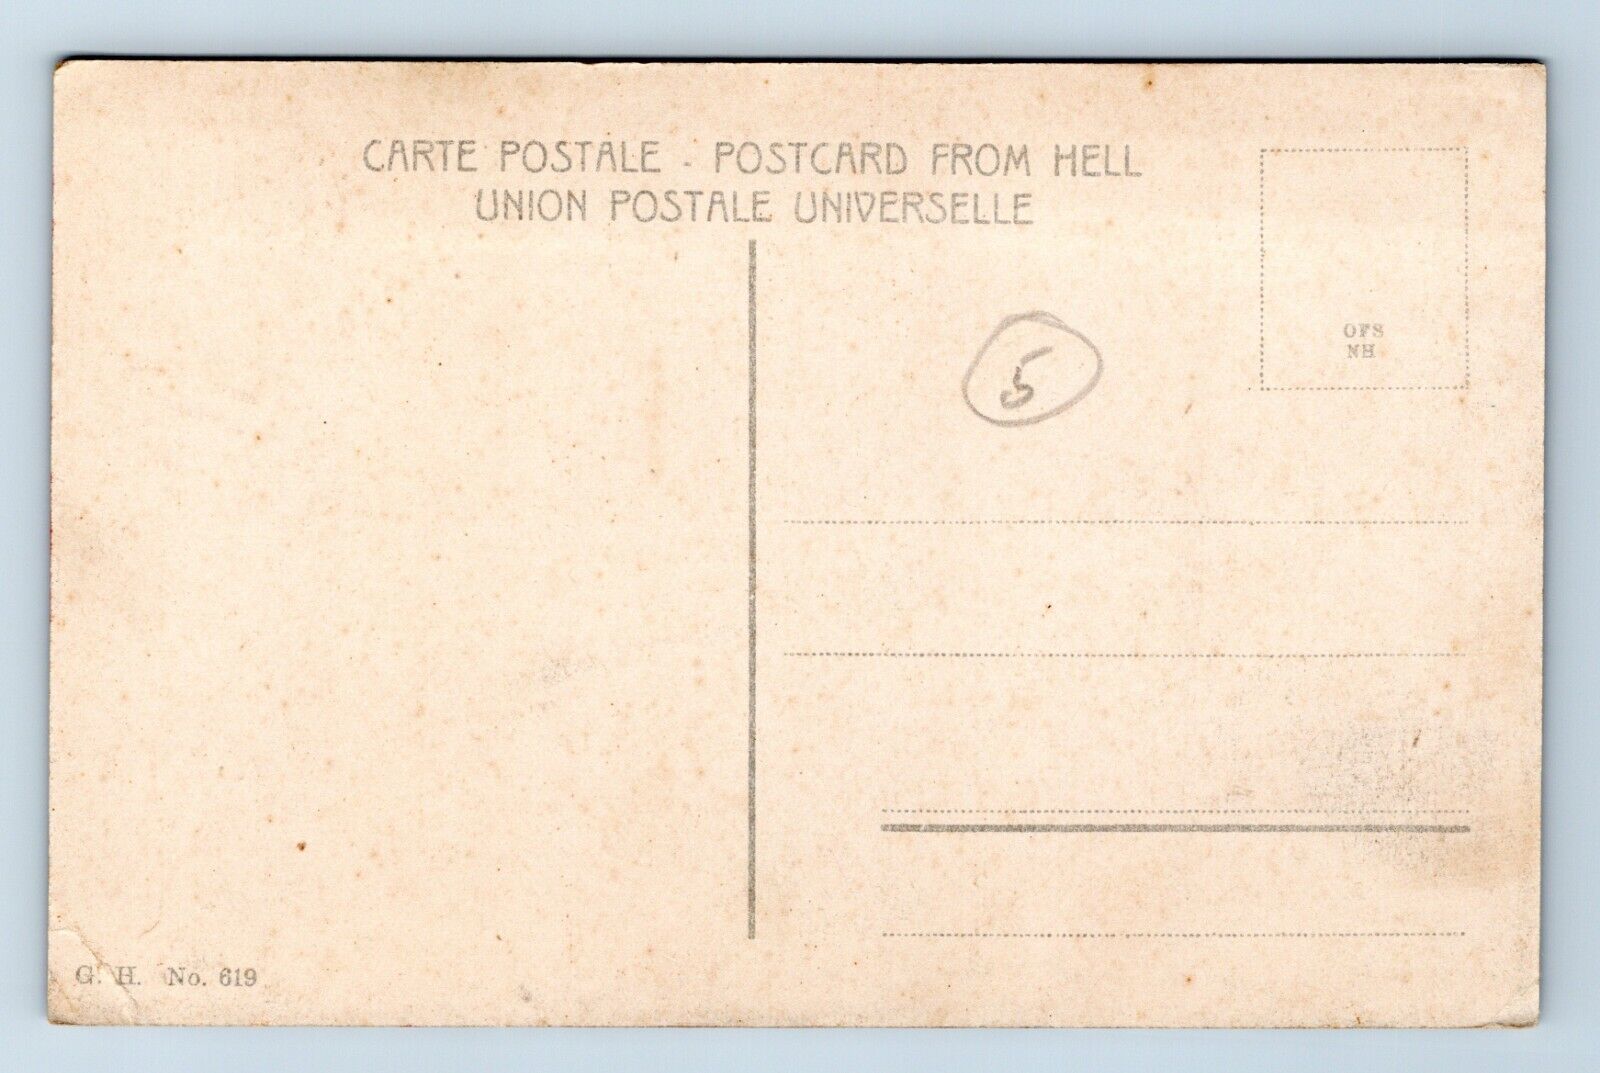 CARTE POSTALE - POSTCARD FROM HELL
UNION POSTALE UNIVERSELLE
OFS
NH
5
G. H. No. 619